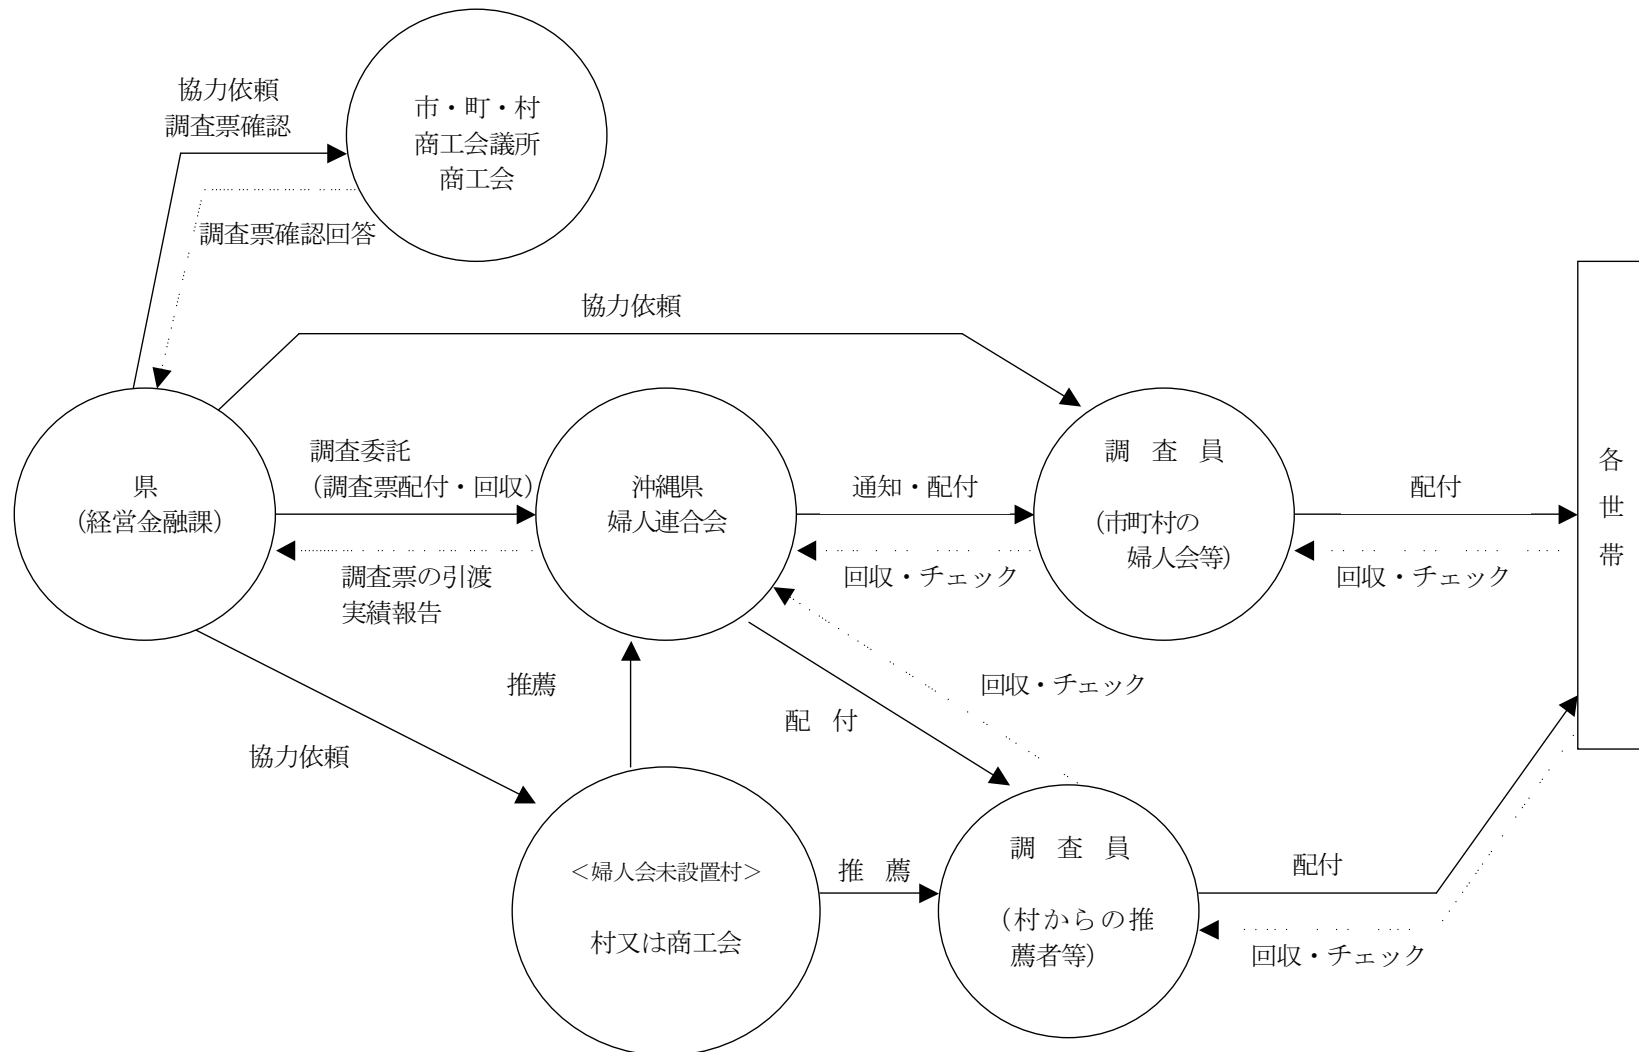 協力依頼
調査票確認
市・町・村
商工会議所
商工会
調査票確認回答
協力依頼
県
（経営金融課）
調査委託
（調査票配付・回収）
沖縄県
婦人連合会
通知・配付
調　査　員
（市町村の
婦人会等）
配付
各
世
帯
調査票の引渡
実績報告
回収・チェック
回収・チェック
推薦
回収・チェック
配　付
協力依頼
＜婦人会未設置村＞
村又は商工会
推　薦
調　査　員
（村からの推
薦者等）
配付
回収・チェック